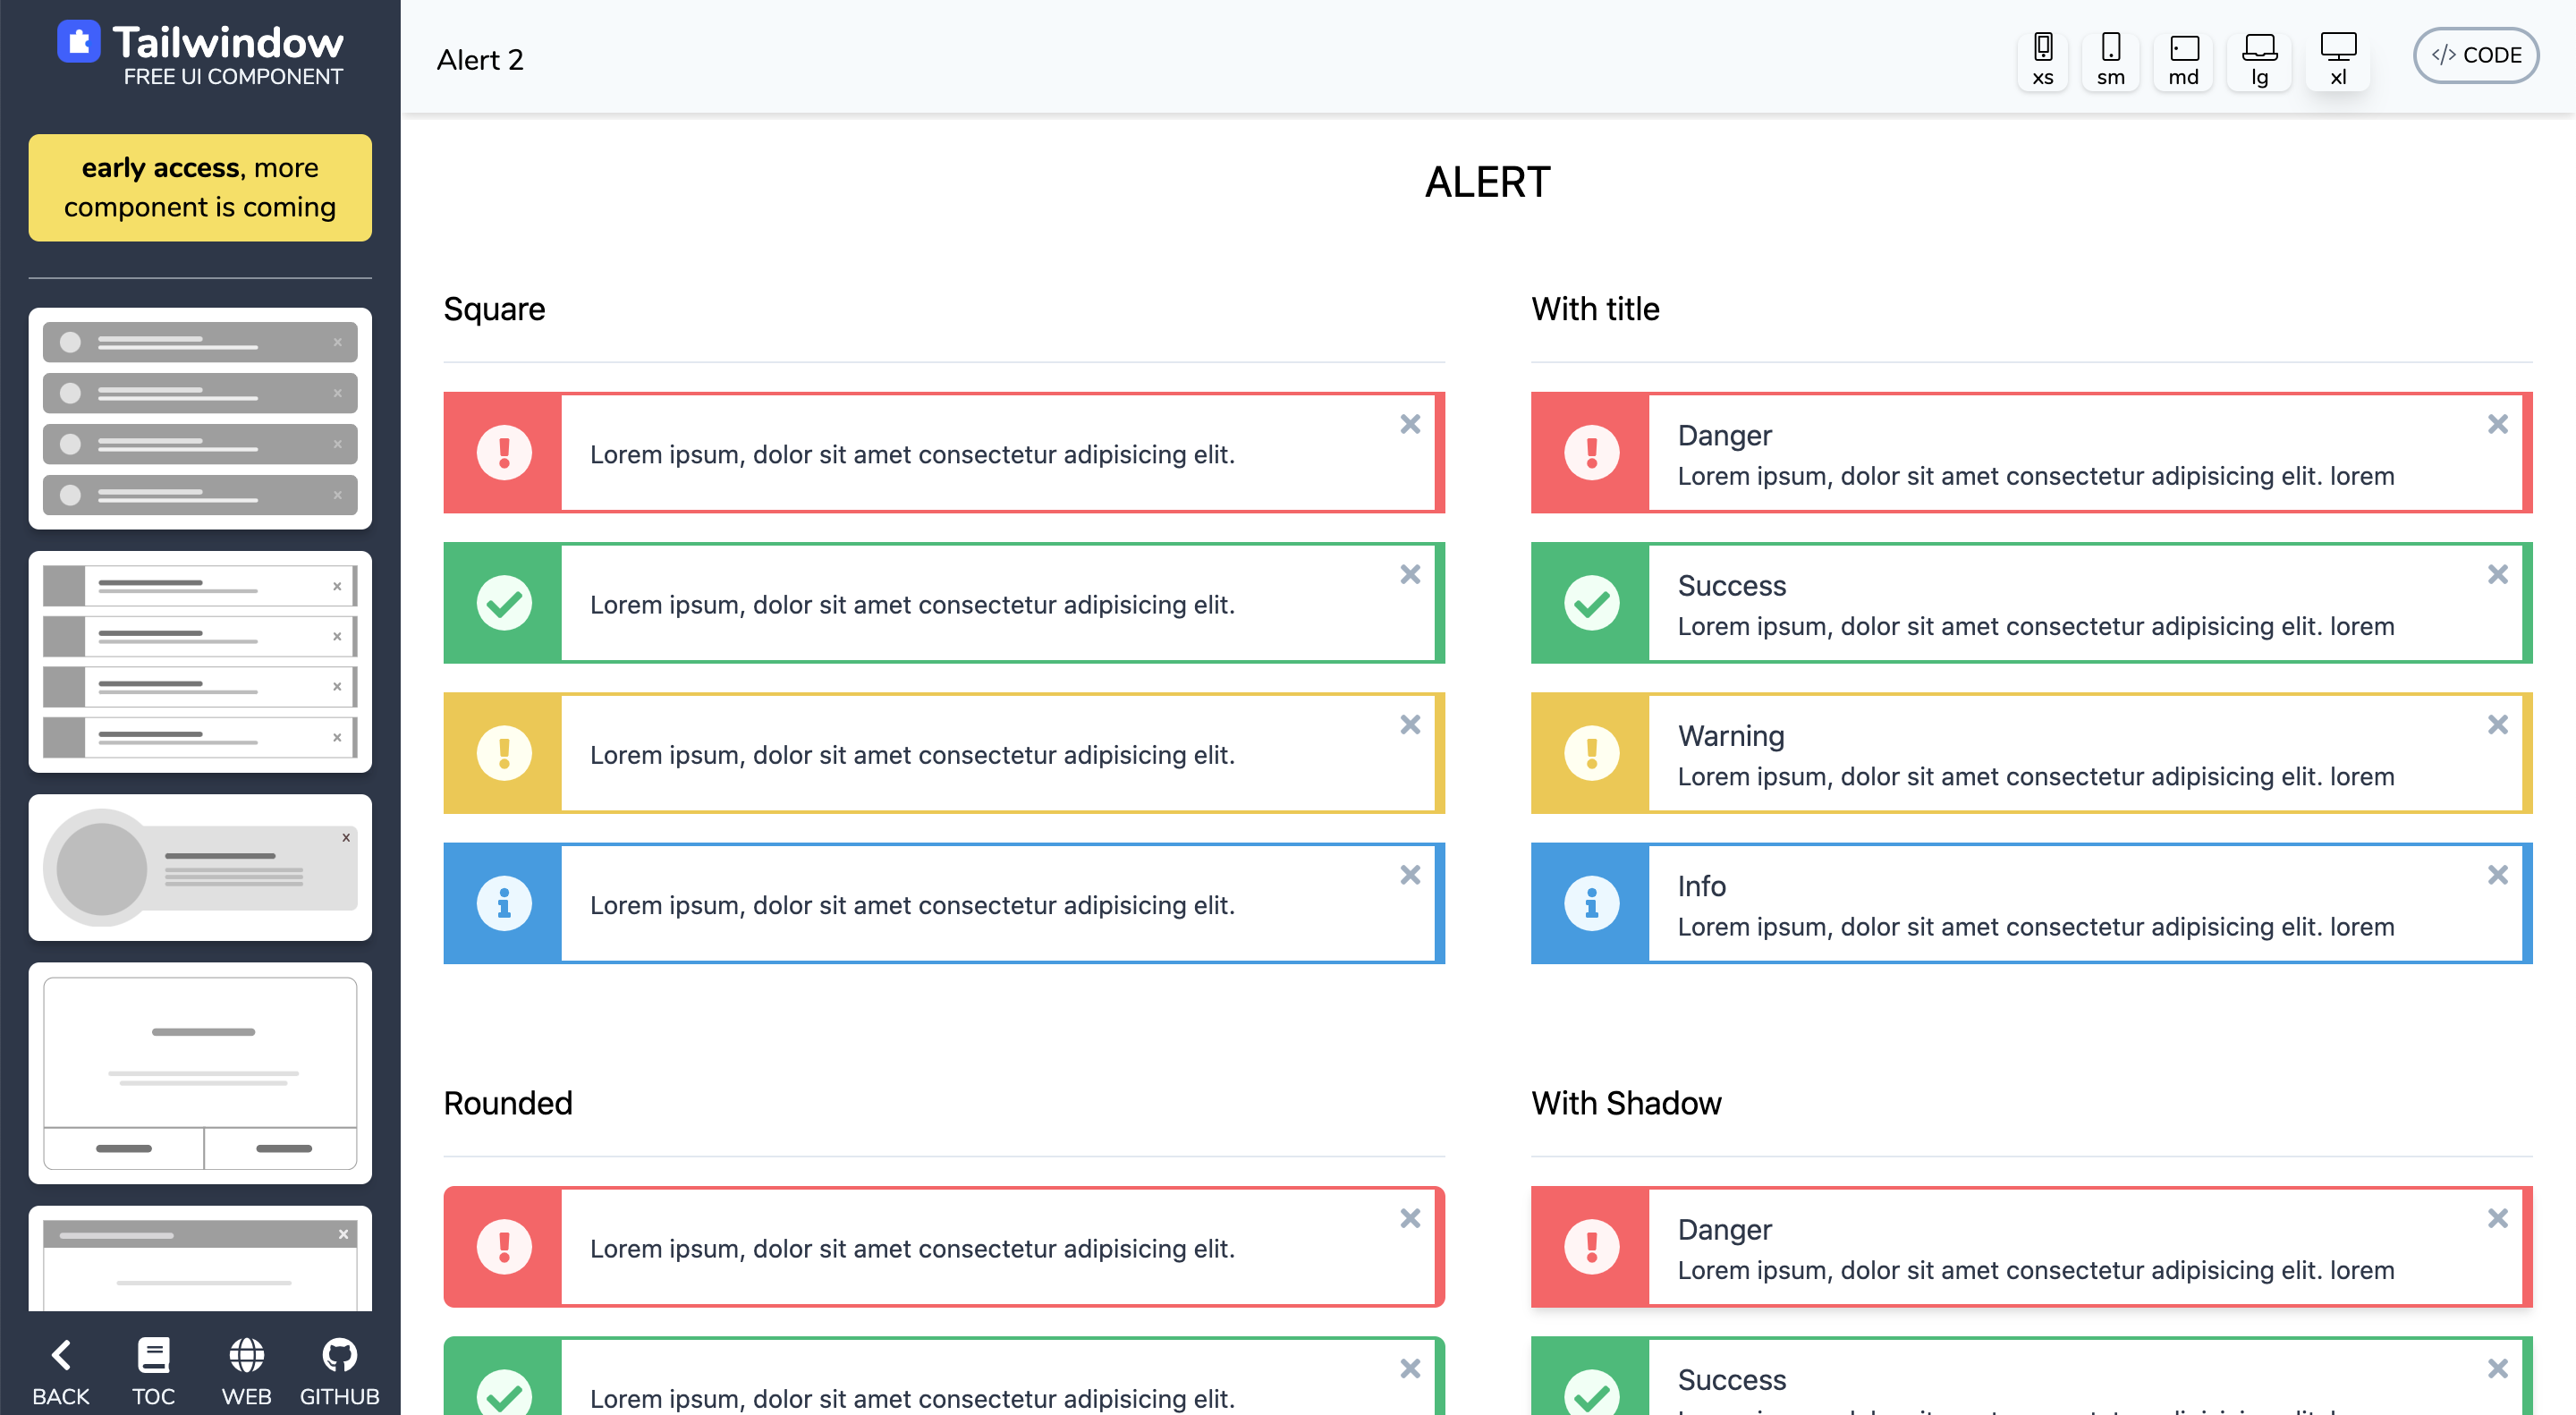 Tailwindow
FREE UI COMPONENT
early access, more
component is coming
BACK
TOC
WEB
GITHUB
Alert 2
xs
sm
md
lg
xl
</> CODE
ALERT
Square
Lorem ipsum, dolor sit amet consectetur adipisicing elit.
Lorem ipsum, dolor sit amet consectetur adipisicing elit.
Lorem ipsum, dolor sit amet consectetur adipisicing elit.
Lorem ipsum, dolor sit amet consectetur adipisicing elit.
With title
Danger
Lorem ipsum, dolor sit amet consectetur adipisicing elit. lorem
Success
Lorem ipsum, dolor sit amet consectetur adipisicing elit. lorem
Warning
Lorem ipsum, dolor sit amet consectetur adipisicing elit. lorem
Info
Lorem ipsum, dolor sit amet consectetur adipisicing elit. lorem
Rounded
Lorem ipsum, dolor sit amet consectetur adipisicing elit.
Lorem ipsum, dolor sit amet consectetur adipisicing elit.
With Shadow
Danger
Lorem ipsum, dolor sit amet consectetur adipisicing elit. lorem
Success